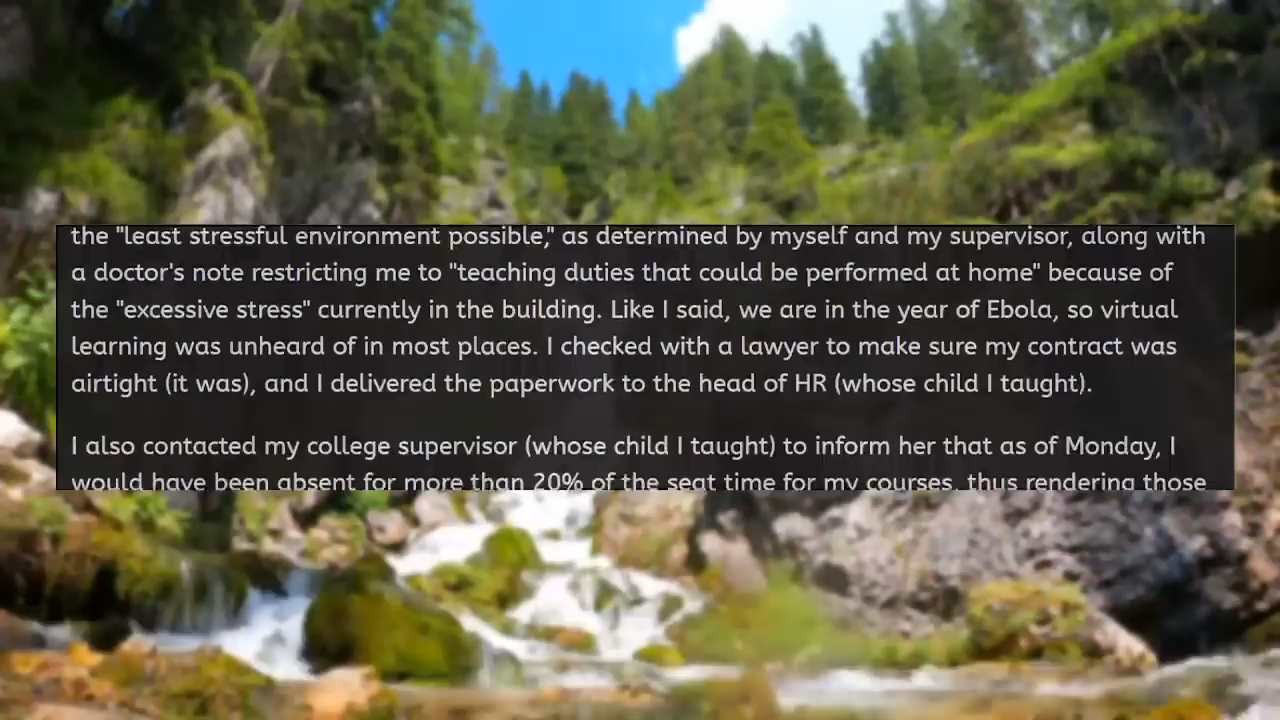 the "least stressful environment possible," as determined by myself and my supervisor, along with
a doctor's note restricting me to "teaching duties that could be performed at home" because of
the "excessive stress" currently in the building. Like I said, we are in the year of Ebola, so virtual
learning was unheard of in most places. I checked with a lawyer to make sure my contract was
airtight (it was), and I delivered the paperwork to the head of HR (whose child I taught).
I also contacted my college supervisor (whose child I taught) to inform her that as of Monday, I
would have been absent for more than 20% of the seat time for my courses, thus rendering those